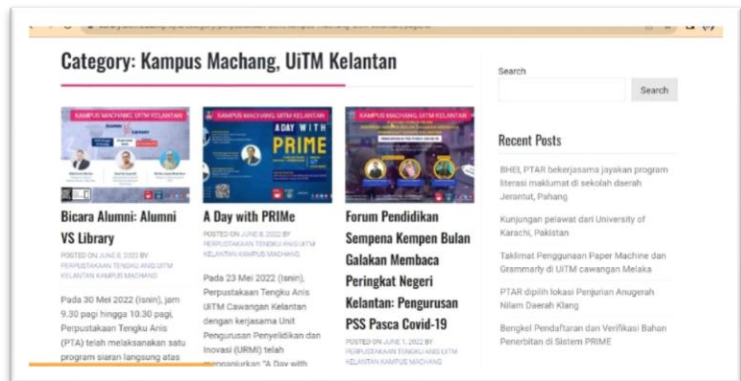 Category: Kampus Machang, UiTM Kelantan
KAMPUS MACHANG, UITM KELANTAN
Bicara Alumni: Alumni
VS Library
POSTED ON JUNE 8, 2022 BY
PERPUSTAKAAN TENGKU ANIS UITM
KELANTAN KAMPUS MACHANG
Pada 30 Mei 2022 (isnin), jam
9.30 pagi hingga 10.30 pagi,
Perpustakaan Tengku Anis
(PTA) telah melaksanakan satu
program siaran langsung atas
KAMPUS MACHANG, UITM KELANTAN
A DAY WITH
PRIME
A Day with PRIMe
POSTED ON JUNE 8, 2022 BY
PERPUSTAKAAN TENGKU ANIS UITM
KELANTAN KAMPUS MACHANG
Pada 23 Mei 2022 (Isnin),
Perpustakaan Tengku Anis
UiTM Cawangan Kelantan
dengan kerjasama Unit
Pengurusan Penyelidikan dan
Inovasi (URMI) telah
menganjurkan "A Day with
KAMPUS MACHANG, UITM KELANTAN
Forum Pendidikan
Sempena Kempen Bulan
Galakan Membaca
Peringkat Negeri
Kelantan: Pengurusan
PSS Pasca Covid-19
POSTED ON JUNE 1, 2022 BY
PERPUSTAKAAN TENGKU ANIS UITM
KELANTAN KAMPUS MACHANG
Search
Search
Recent Posts
BHEI, PTAR bekerjasama jayakan program
literasi maklumat di sekolah daerah
Jerantut, Pahang
Kunjungan pelawat dari University of
Karachi, Pakistan
Taklimat Penggunaan Paper Machine dan
Grammarly di UiTM cawangan Melaka
PTAR dipilih lokasi Penjurian Anugerah
Nilam Daerah Klang
Bengkel Pendaftaran dan Verifikasi Bahan
Penerbitan di Sistem PRIME